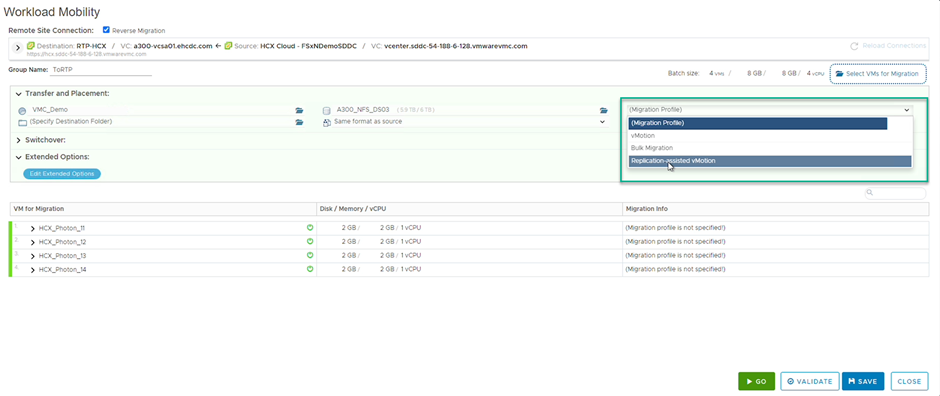 Workload Mobility
Remote Site Connection: Reverse Migration
Destination: RTP-HCX / VC: a300-vcsa01.ehcdc.com ← Source: HCX Cloud - FSxNDemoSDDC / VC: vcenter.sddc-54-188-6-128.vmwarevmc.com Reload Connections
https://hcx.sddc-54-188-6-128.vmwarevmc.com
Group Name: ToRTP
Batch size: 4 VMs / 8 GB / 8 GB / 4 vCPU Select VMs for Migration
Transfer and Placement:
VMC_Demo A300_NFS_DS03 (5.9 TB / 6 TB) (Migration Profile)
(Specify Destination Folder) Same format as source (Migration Profile)
vMotion
Switchover: Bulk Migration
Extended Options: Replication-assisted vMotion
Edit Extended Options
VM for Migration Disk / Memory / vCPU Migration Info
1 HCX_Photon_11 2 GB / 2 GB / 1 vCPU (Migration profile is not specified!)
2 HCX_Photon_12 2 GB / 2 GB / 1 vCPU (Migration profile is not specified!)
3 HCX_Photon_13 2 GB / 2 GB / 1 vCPU (Migration profile is not specified!)
4 HCX_Photon_14 2 GB / 2 GB / 1 vCPU (Migration profile is not specified!)
GO VALIDATE SAVE CLOSE